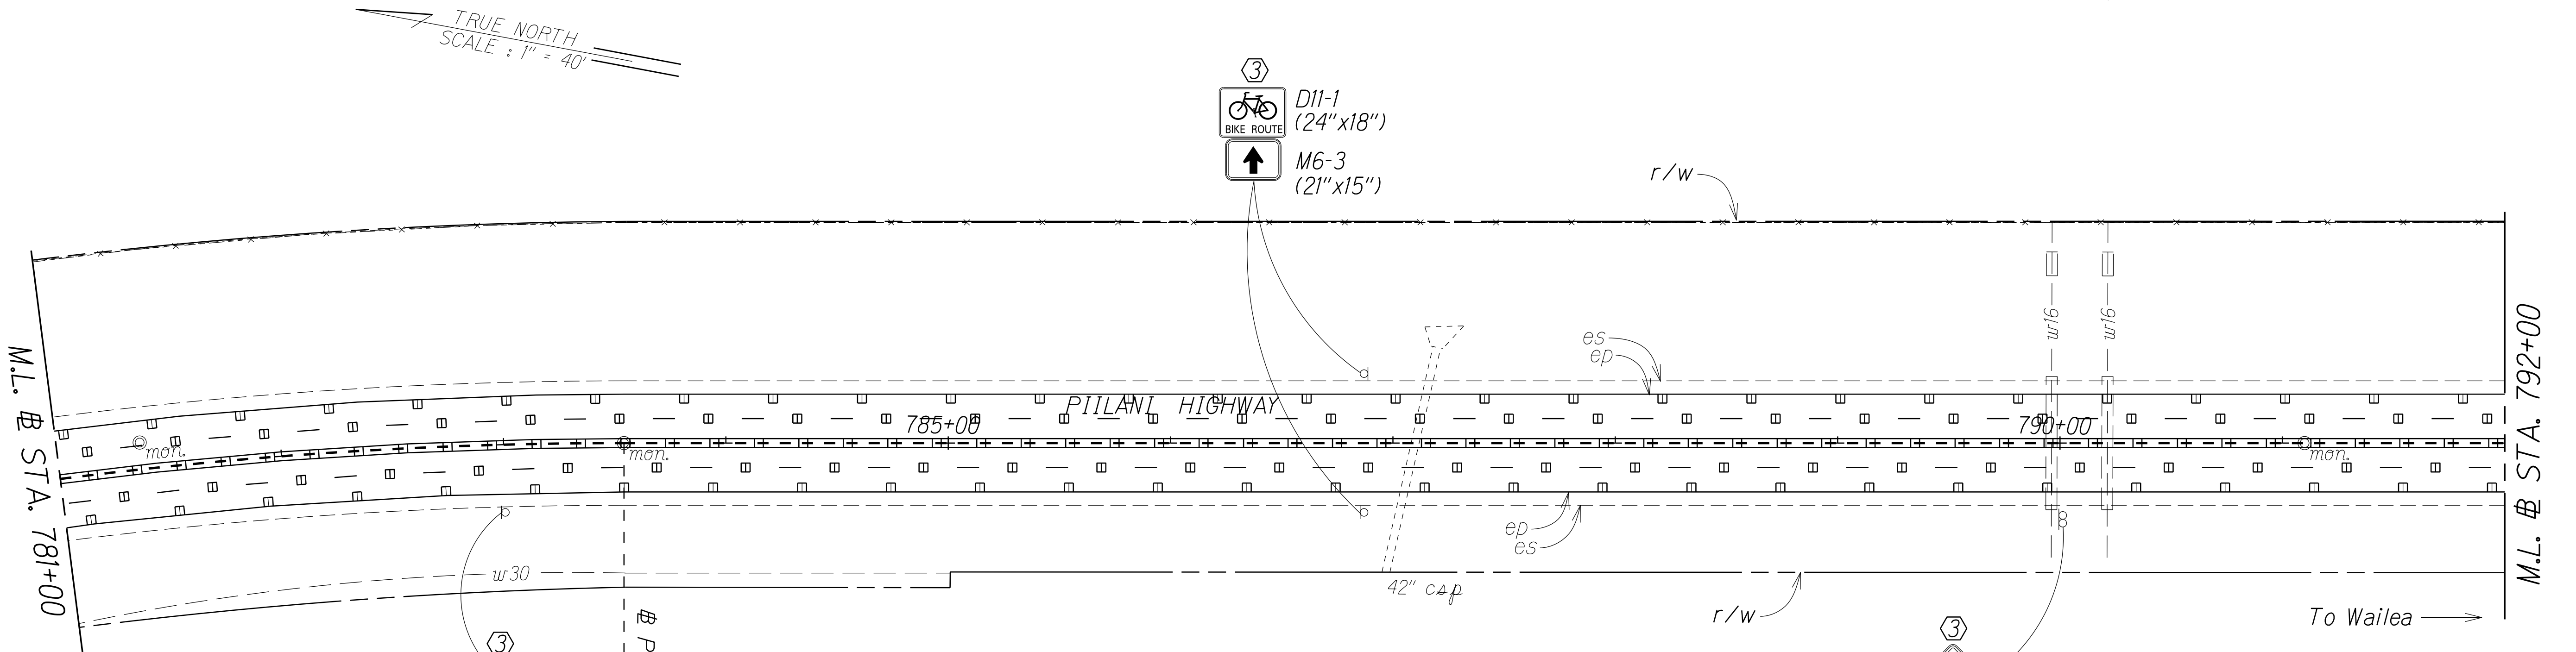 TRUE NORTH
SCALE : 1" = 40'
3
BIKE ROUTE
D11-1
(24"x18")
M6-3
(21"x15")
r/w
M.L. ⅊ STA. 781+00
mon.
mon.
PIILANI HIGHWAY
785+00
790+00
es
ep
w16
w16
mon.
M.L. ⅊ STA. 792+00
ep
es
w30
42" csp
r/w
To Wailea
3
3